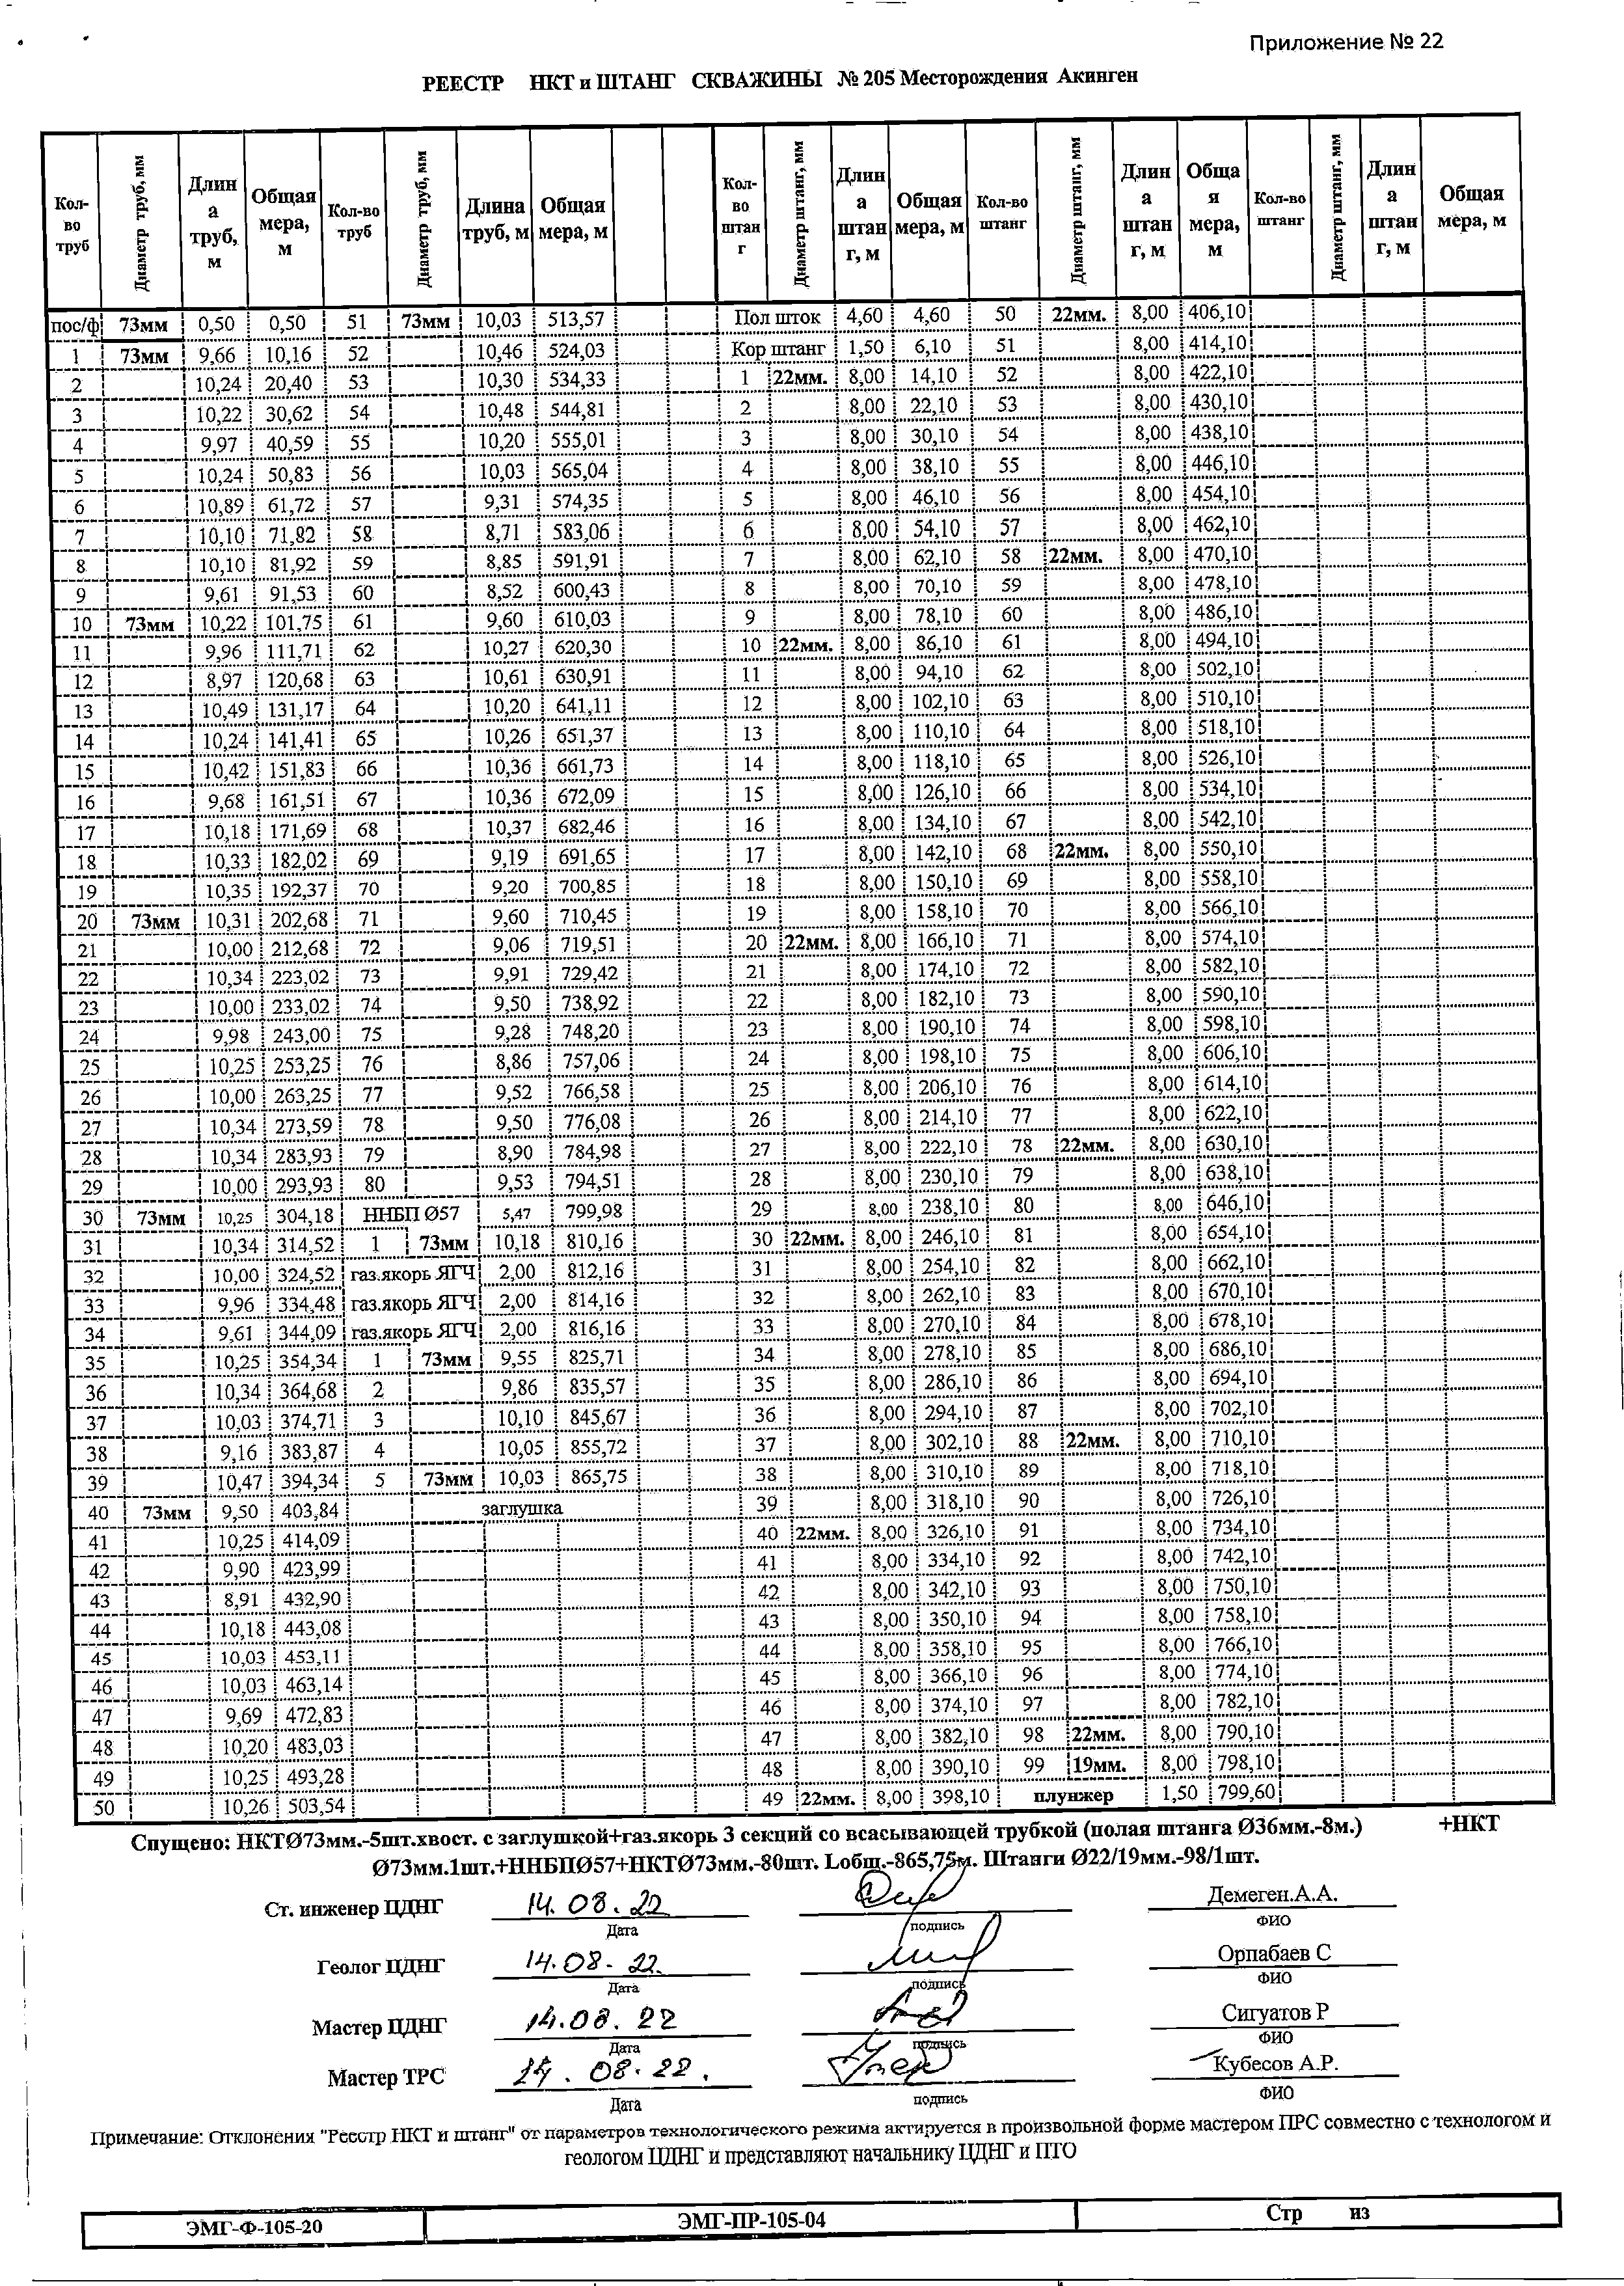 Приложение № 22
РЕЕСТР НКТ и ШТАНГ СКВАЖИНЫ № 205 Месторождения Акинген
Кол-во труб | Диаметр труб, мм | Длина труб, м | Общая мера, м | Кол-во труб | Диаметр труб, мм | Длина труб, м | Общая мера, м | Кол-во штанг | Диаметр штанг, мм | Длина штанг, м | Общая мера, м | Кол-во штанг | Диаметр штанг, мм | Длина штанг, м | Общая мера, м | Кол-во штанг | Диаметр штанг, мм | Длина штанг, м | Общая мера, м
пос/ф 73мм 0,50 0,50 51 73мм 10,03 513,57 Пол шток 4,60 4,60 50 22мм. 8,00 406,10
1 73мм 9,66 10,16 52 10,46 524,03 Кор штанг 1,50 6,10 51 8,00 414,10
2 10,24 20,40 53 10,30 534,33 1 22мм. 8,00 14,10 52 8,00 422,10
3 10,22 30,62 54 10,48 544,81 2 8,00 22,10 53 8,00 430,10
4 9,97 40,59 55 10,20 555,01 3 8,00 30,10 54 8,00 438,10
5 10,24 50,83 56 10,03 565,04 4 8,00 38,10 55 8,00 446,10
6 10,89 61,72 57 9,31 574,35 5 8,00 46,10 56 8,00 454,10
7 10,10 71,82 58 8,71 583,06 6 8,00 54,10 57 8,00 462,10
8 10,10 81,92 59 8,85 591,91 7 8,00 62,10 58 22мм. 8,00 470,10
9 9,61 91,53 60 8,52 600,43 8 8,00 70,10 59 8,00 478,10
10 73мм 10,22 101,75 61 9,60 610,03 9 8,00 78,10 60 8,00 486,10
11 9,96 111,71 62 10,27 620,30 10 22мм. 8,00 86,10 61 8,00 494,10
12 8,97 120,68 63 10,61 630,91 11 8,00 94,10 62 8,00 502,10
13 10,49 131,17 64 10,20 641,11 12 8,00 102,10 63 8,00 510,10
14 10,24 141,41 65 10,26 651,37 13 8,00 110,10 64 8,00 518,10
15 10,42 151,83 66 10,36 661,73 14 8,00 118,10 65 8,00 526,10
16 9,68 161,51 67 10,36 672,09 15 8,00 126,10 66 8,00 534,10
17 10,18 171,69 68 10,37 682,46 16 8,00 134,10 67 8,00 542,10
18 10,33 182,02 69 9,19 691,65 17 8,00 142,10 68 22мм. 8,00 550,10
19 10,35 192,37 70 9,20 700,85 18 8,00 150,10 69 8,00 558,10
20 73мм 10,31 202,68 71 9,60 710,45 19 8,00 158,10 70 8,00 566,10
21 10,00 212,68 72 9,06 719,51 20 22мм. 8,00 166,10 71 8,00 574,10
22 10,34 223,02 73 9,91 729,42 21 8,00 174,10 72 8,00 582,10
23 10,00 233,02 74 9,50 738,92 22 8,00 182,10 73 8,00 590,10
24 9,98 243,00 75 9,28 748,20 23 8,00 190,10 74 8,00 598,10
25 10,25 253,25 76 8,86 757,06 24 8,00 198,10 75 8,00 606,10
26 10,00 263,25 77 9,52 766,58 25 8,00 206,10 76 8,00 614,10
27 10,34 273,59 78 9,50 776,08 26 8,00 214,10 77 8,00 622,10
28 10,34 283,93 79 8,90 784,98 27 8,00 222,10 78 22мм. 8,00 630,10
29 10,00 293,93 80 9,53 794,51 28 8,00 230,10 79 8,00 638,10
30 73мм 10,25 304,18 ННБП Ø57 5,47 799,98 29 8,00 238,10 80 8,00 646,10
31 10,34 314,52 1 73мм 10,18 810,16 30 22мм. 8,00 246,10 81 8,00 654,10
32 10,00 324,52 газ.якорь ЯГЧ 2,00 812,16 31 8,00 254,10 82 8,00 662,10
33 9,96 334,48 газ.якорь ЯГЧ 2,00 814,16 32 8,00 262,10 83 8,00 670,10
34 9,61 344,09 газ.якорь ЯГЧ 2,00 816,16 33 8,00 270,10 84 8,00 678,10
35 10,25 354,34 1 73мм 9,55 825,71 34 8,00 278,10 85 8,00 686,10
36 10,34 364,68 2 9,86 835,57 35 8,00 286,10 86 8,00 694,10
37 10,03 374,71 3 10,10 845,67 36 8,00 294,10 87 8,00 702,10
38 9,16 383,87 4 10,05 855,72 37 8,00 302,10 88 22мм. 8,00 710,10
39 10,47 394,34 5 73мм 10,03 865,75 38 8,00 310,10 89 8,00 718,10
40 73мм 9,50 403,84 заглушка 39 8,00 318,10 90 8,00 726,10
41 10,25 414,09 40 22мм. 8,00 326,10 91 8,00 734,10
42 9,90 423,99 41 8,00 334,10 92 8,00 742,10
43 8,91 432,90 42 8,00 342,10 93 8,00 750,10
44 10,18 443,08 43 8,00 350,10 94 8,00 758,10
45 10,03 453,11 44 8,00 358,10 95 8,00 766,10
46 10,03 463,14 45 8,00 366,10 96 8,00 774,10
47 9,69 472,83 46 8,00 374,10 97 8,00 782,10
48 10,20 483,03 47 8,00 382,10 98 22мм. 8,00 790,10
49 10,25 493,28 48 8,00 390,10 99 19мм. 8,00 798,10
50 10,26 503,54 49 22мм. 8,00 398,10 плунжер 1,50 799,60
Спущено: НКТØ73мм.-5шт.хвост. с заглушкой+газ.якорь 3 секций со всасывающей трубкой (полая штанга Ø36мм.-8м.) +НКТ
Ø73мм.1шт.+ННБПØ57+НКТØ73мм.-80шт. Lобщ.-865,75м. Штанги Ø22/19мм.-98/1шт.
Ст. инженер ЦДНГ 14.08.22 Демеген.А.А.
Дата подпись ФИО
Геолог ЦДНГ 14.08.22 Орпабаев С
Дата подпись ФИО
Мастер ЦДНГ 14.08.22 Сигуатов Р
Дата подпись ФИО
Мастер ТРС 14.08.22. Кубесов А.Р.
Дата подпись ФИО
Примечание: Отклонения "Реестр НКТ и штанг" от параметров технологического режима актируется в произвольной форме мастером ПРС совместно с технологом и
геологом ЦДНГ и представляют начальнику ЦДНГ и ПТО
ЭМГ-Ф-105-20 ЭМГ-ПР-105-04 Стр из